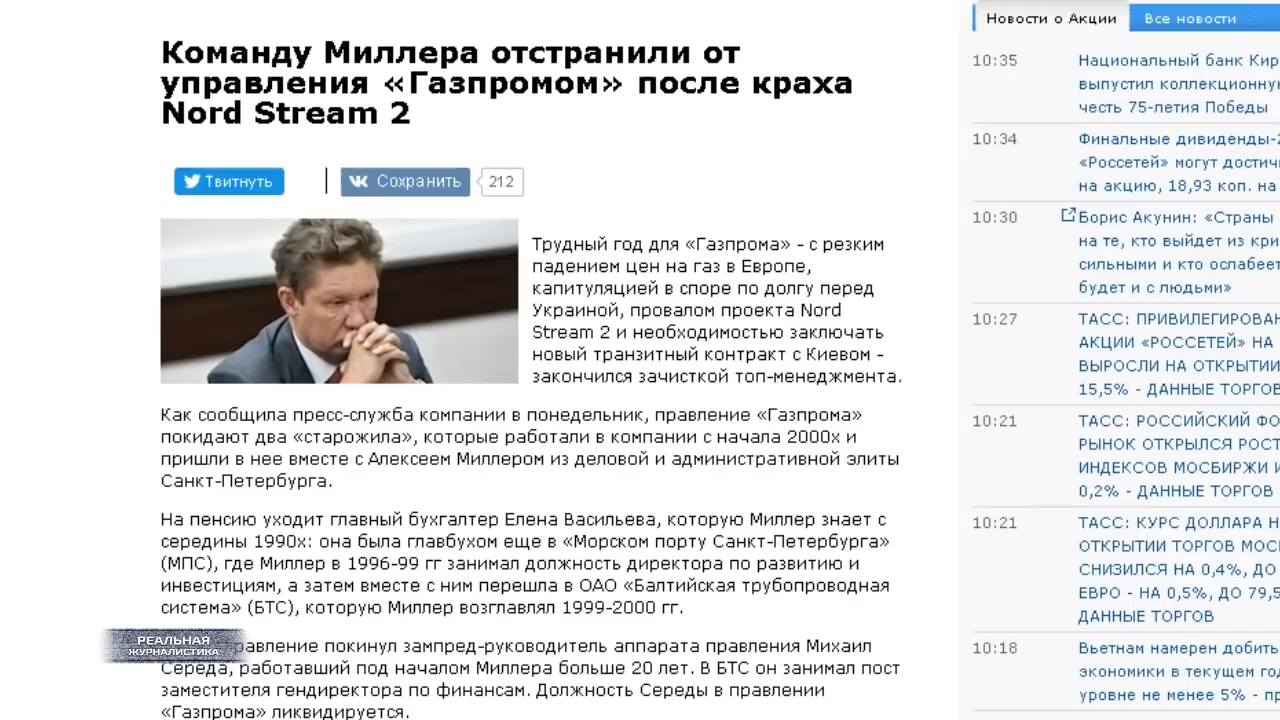 Команду Миллера отстранили от
управления «Газпромом» после краха
Nord Stream 2
Твитнуть
Сохранить
212
Трудный год для «Газпрома» - с резким
падением цен на газ в Европе,
капитуляцией в споре по долгу перед
Украиной, провалом проекта Nord
Stream 2 и необходимостью заключать
новый транзитный контракт с Киевом -
закончился зачисткой топ-менеджмента.
Как сообщила пресс-служба компании в понедельник, правление «Газпрома»
покидают два «старожила», которые работали в компании с начала 2000х и
пришли в нее вместе с Алексеем Миллером из деловой и административной элиты
Санкт-Петербурга.
На пенсию уходит главный бухгалтер Елена Васильева, которую Миллер знает с
середины 1990х: она была главбухом еще в «Морском порту Санкт-Петербурга»
(МПС), где Миллер в 1996-99 гг занимал должность директора по развитию и
инвестициям, а затем вместе с ним перешла в ОАО «Балтийская трубопроводная
система» (БТС), которую Миллер возглавлял 1999-2000 гг.
равление покинул зампред-руководитель аппарата правления Михаил
Середа, работавший под началом Миллера больше 20 лет. В БТС он занимал пост
заместителя гендиректора по финансам. Должность Середы в правлении
«Газпрома» ликвидируется.
РЕАЛЬНАЯ
ЖУРНАЛИСТИКА
Новости о Акции
Все новости
10:35
Национальный банк Кир
выпустил коллекционную
честь 75-летия Победы
10:34
Финальные дивиденды-2
«Россетей» могут достич
на акцию, 18,93 коп. на
10:30
Борис Акунин: «Страны
на те, кто выйдет из кри
сильными и кто ослабеет
будет и с людьми»
10:27
ТАСС: ПРИВИЛЕГИРОВАН
АКЦИИ «РОССЕТЕЙ» НА
ВЫРОСЛИ НА ОТКРЫТИИ
15,5% - ДАННЫЕ ТОРГОВ
10:21
ТАСС: РОССИЙСКИЙ ФО
РЫНОК ОТКРЫЛСЯ РОСТ
ИНДЕКСОВ МОСБИРЖИ И
0,2% - ДАННЫЕ ТОРГОВ
10:21
ТАСС: КУРС ДОЛЛАРА Н
ОТКРЫТИИ ТОРГОВ МОС
СНИЗИЛСЯ НА 0,4%, ДО
ЕВРО - НА 0,5%, ДО 79,5
ДАННЫЕ ТОРГОВ
10:18
Вьетнам намерен добить
экономики в текущем год
уровне не менее 5% - пр